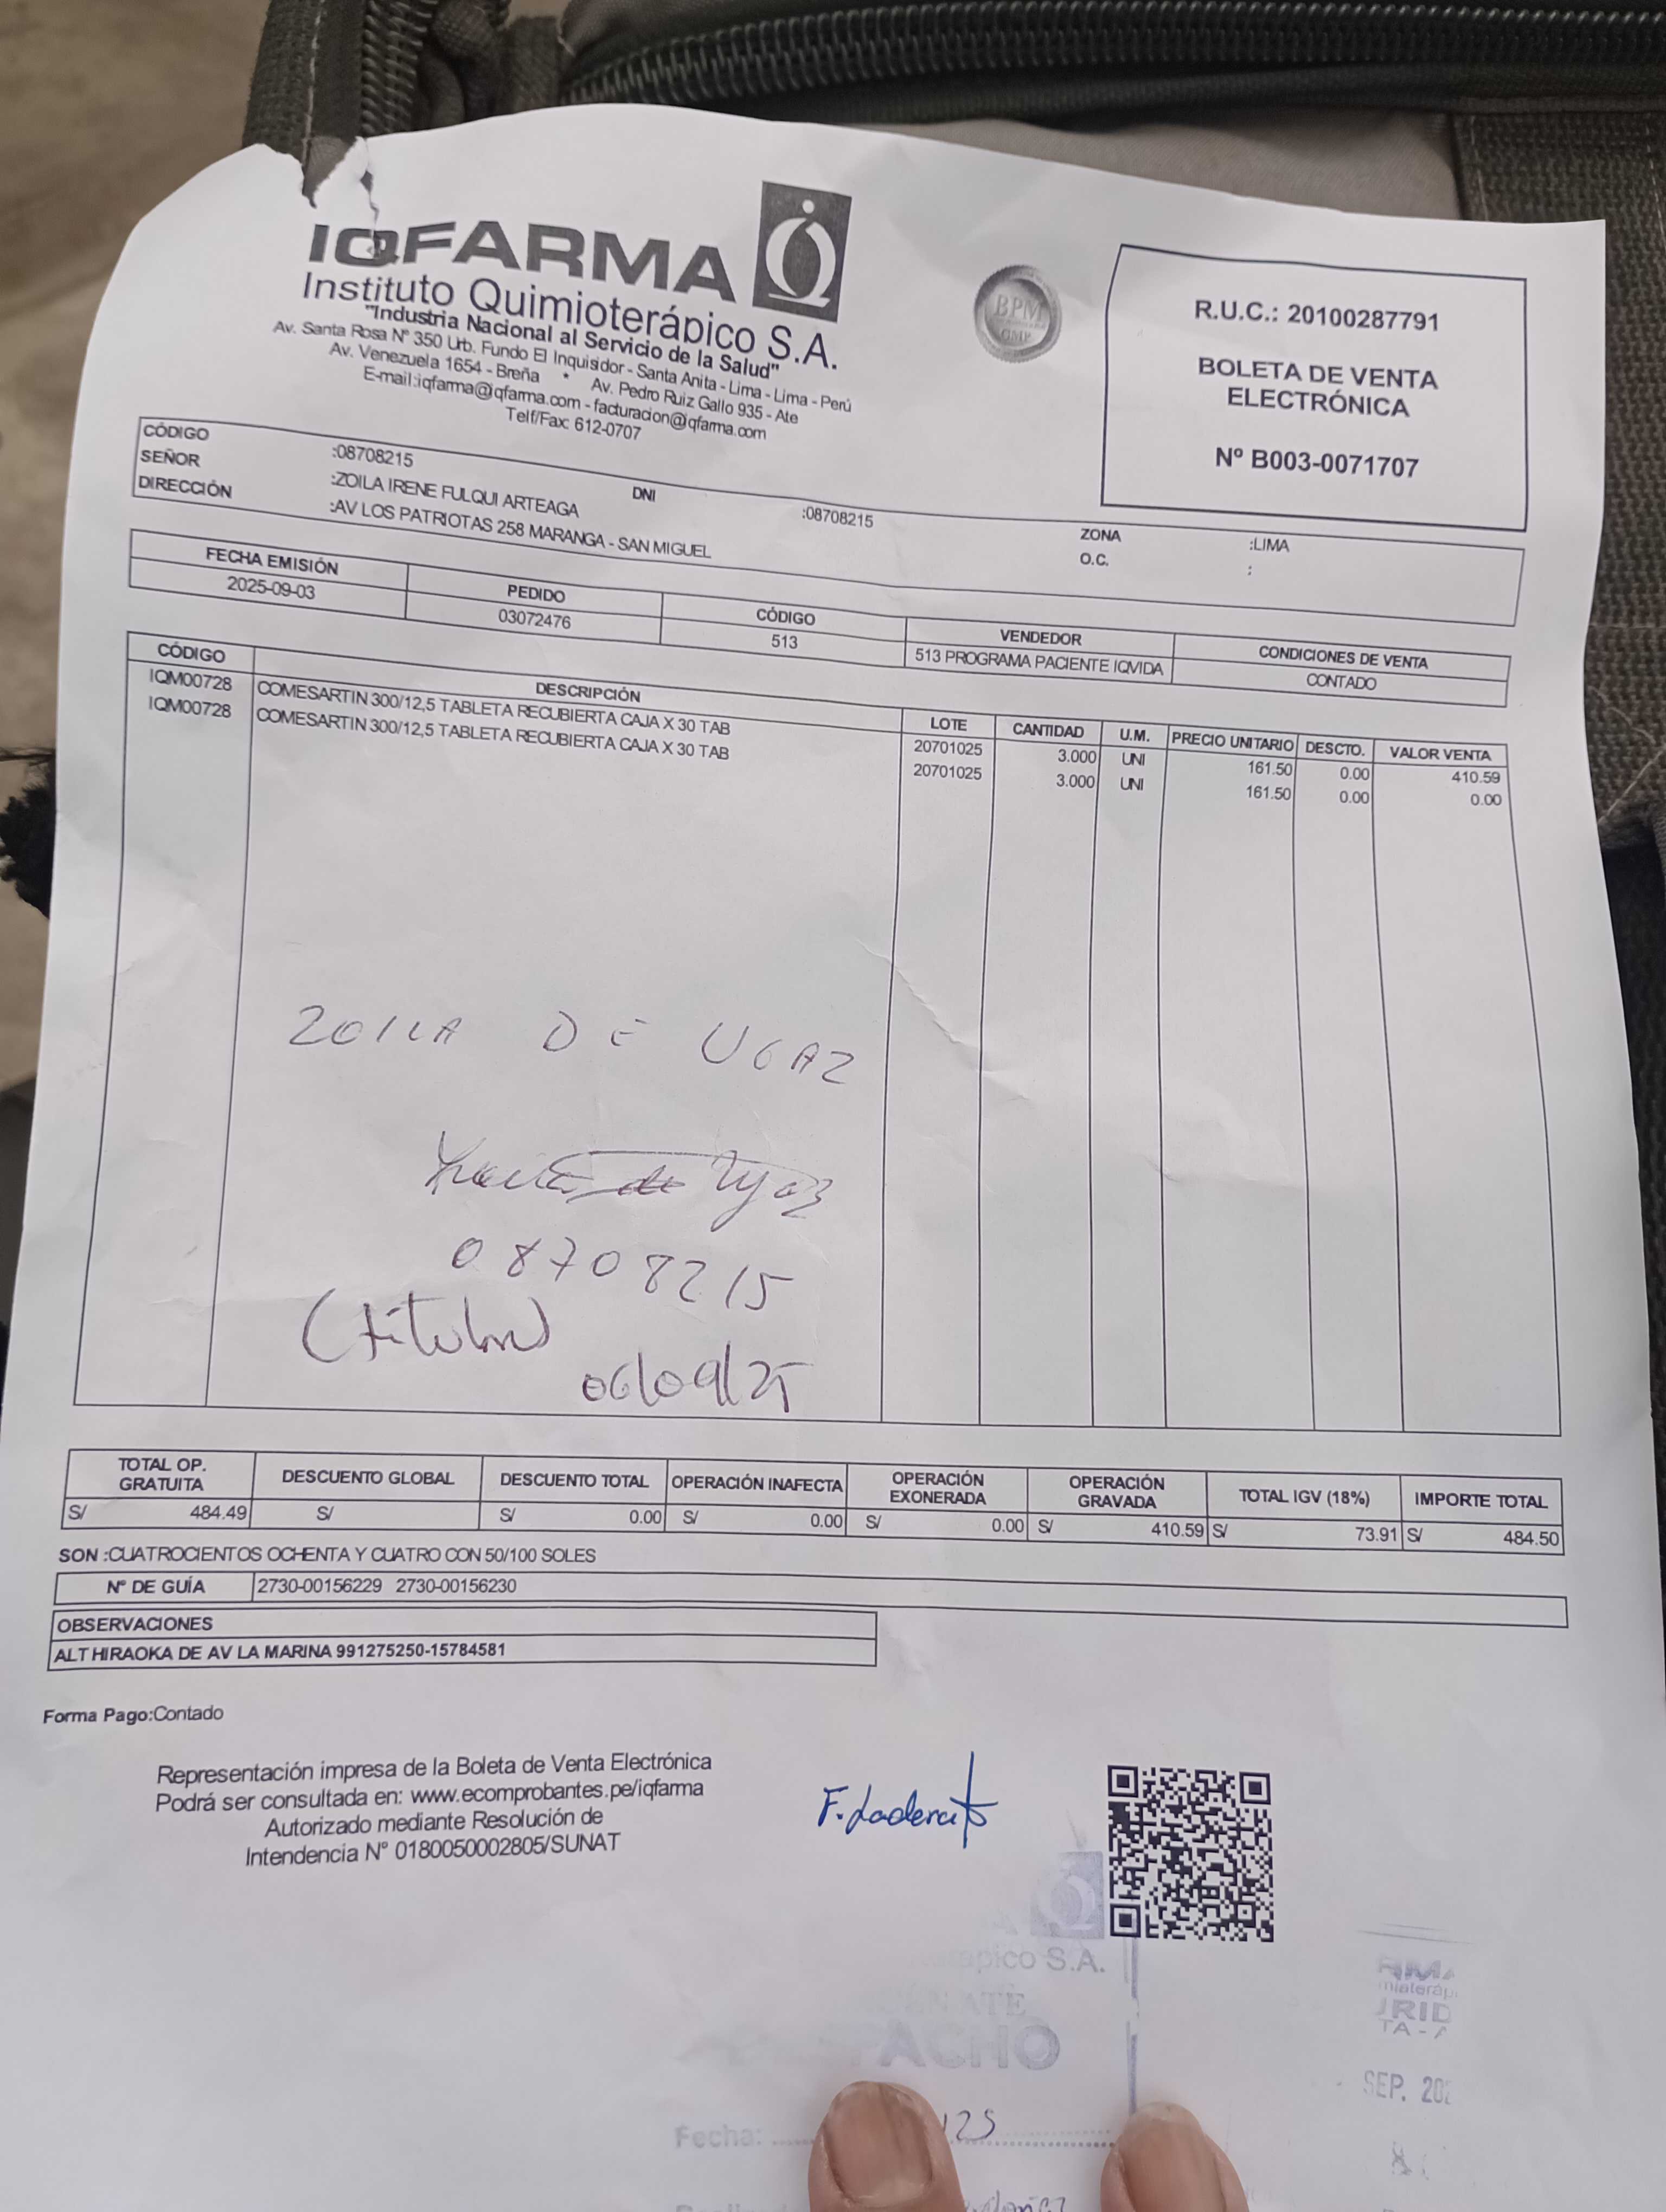 IQFARMA
Instituto Quimioterápico S.A.
"Industria Nacional al Servicio de la Salud"
Av. Santa Rosa N° 350 Urb. Fundo El Inquisidor - Santa Anita - Lima - Lima - Perú
Av. Venezuela 1654 - Breña * Av. Pedro Ruiz Gallo 935 - Ate
E-mail:iqfarma@iqfarma.com - facturacion@iqfarma.com
Telf/Fax: 612-0707
BPM
GMP
R.U.C.: 20100287791
BOLETA DE VENTA
ELECTRÓNICA
Nº B003-0071707
CÓDIGO :08708215
SEÑOR :ZOILA IRENE FULQUI ARTEAGA DNI :08708215 ZONA :LIMA
DIRECCIÓN :AV LOS PATRIOTAS 258 MARANGA - SAN MIGUEL O.C. :
FECHA EMISIÓN PEDIDO CÓDIGO VENDEDOR CONDICIONES DE VENTA
2025-09-03 03072476 513 513 PROGRAMA PACIENTE IQVIDA CONTADO
CÓDIGO DESCRIPCIÓN LOTE CANTIDAD U.M. PRECIO UNITARIO DESCTO. VALOR VENTA
IQM00728 COMESARTIN 300/12,5 TABLETA RECUBIERTA CAJA X 30 TAB 20701025 3.000 UNI 161.50 0.00 410.59
IQM00728 COMESARTIN 300/12,5 TABLETA RECUBIERTA CAJA X 30 TAB 20701025 3.000 UNI 161.50 0.00 0.00
ZOILA DE UGAZ
de Ugaz
08708215
(titular)
06/09/25
TOTAL OP. GRATUITA DESCUENTO GLOBAL DESCUENTO TOTAL OPERACIÓN INAFECTA OPERACIÓN EXONERADA OPERACIÓN GRAVADA TOTAL IGV (18%) IMPORTE TOTAL
S/ 484.49 S/ S/ 0.00 S/ 0.00 S/ 0.00 S/ 410.59 S/ 73.91 S/ 484.50
SON :CUATROCIENTOS OCHENTA Y CUATRO CON 50/100 SOLES
Nº DE GUÍA 2730-00156229 2730-00156230
OBSERVACIONES
ALT HIRAOKA DE AV LA MARINA 991275250-15784581
Forma Pago:Contado
Representación impresa de la Boleta de Venta Electrónica
Podrá ser consultada en: www.ecomprobantes.pe/iqfarma
Autorizado mediante Resolución de
Intendencia N° 0180050002805/SUNAT
S.A.
SEP.
Fecha: